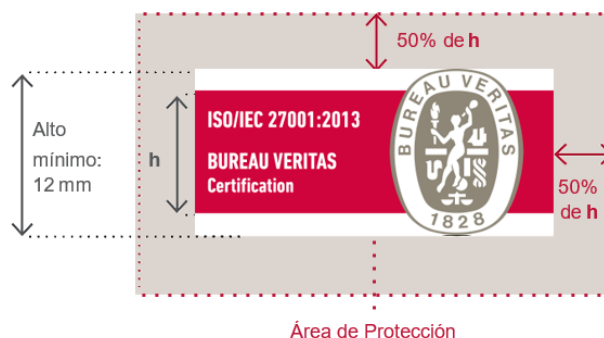 50% de h
Alto
mínimo:
12 mm
h
ISO/IEC 27001:2013
BUREAU VERITAS
Certification
BUREAU VERITAS
1828
50%
de h
Área de Protección